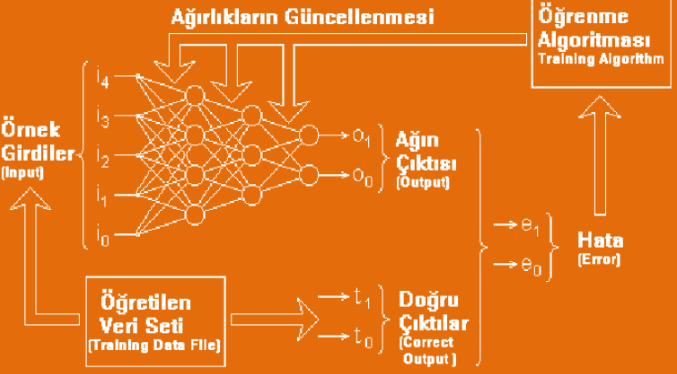 Ağırlıkların Güncellenmesi
Öğrenme
Algoritması
Training Algorithm
i4
i3
i2
i1
i0
Örnek
Girdiler
(Input)
o1
o0
Ağın
Çıktısı
(Output)
e1
e0
Hata
(Error)
Öğretilen
Veri Seti
(Training Data File)
t1
t0
Doğru
Çıktılar
(Correct
Output )